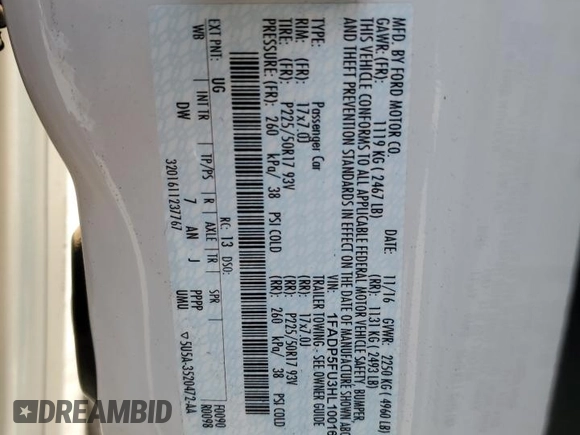 MFD. BY FORD MOTOR CO.
DATE: 11/16 GVWR: 2250 KG ( 4960 LB)
GAWR: (FR): 1119 KG ( 2467 LB) (RR): 1131 KG ( 2493 LB)
THIS VEHICLE CONFORMS TO ALL APPLICABLE FEDERAL MOTOR VEHICLE SAFETY, BUMPER,
AND THEFT PREVENTION STANDARDS IN EFFECT ON THE DATE OF MANUFACTURE SHOWN
VIN: 1FADP5FU3HL10016
TYPE: Passenger Car TRAILER TOWING - SEE OWNER GUIDE
RIM: (FR): 17x7.0J (RR): 17x7.0J
TIRE: (FR): P225/50R17 93V (RR): P225/50R17 93V
PRESSURE: (FR): 260 kPa/ 38 PSI COLD (RR): 260 kPa/ 38 PSI COLD
EXT PNT: UG RC: 13 DSO: F0090
R0098
WB INT TR TP/PS R AXLE TR SPR
DW 7 AN J PPPP UMU
3201611237767 ▽5U5A-3520472-AA
DEALERSHIP AUCTION PRICES